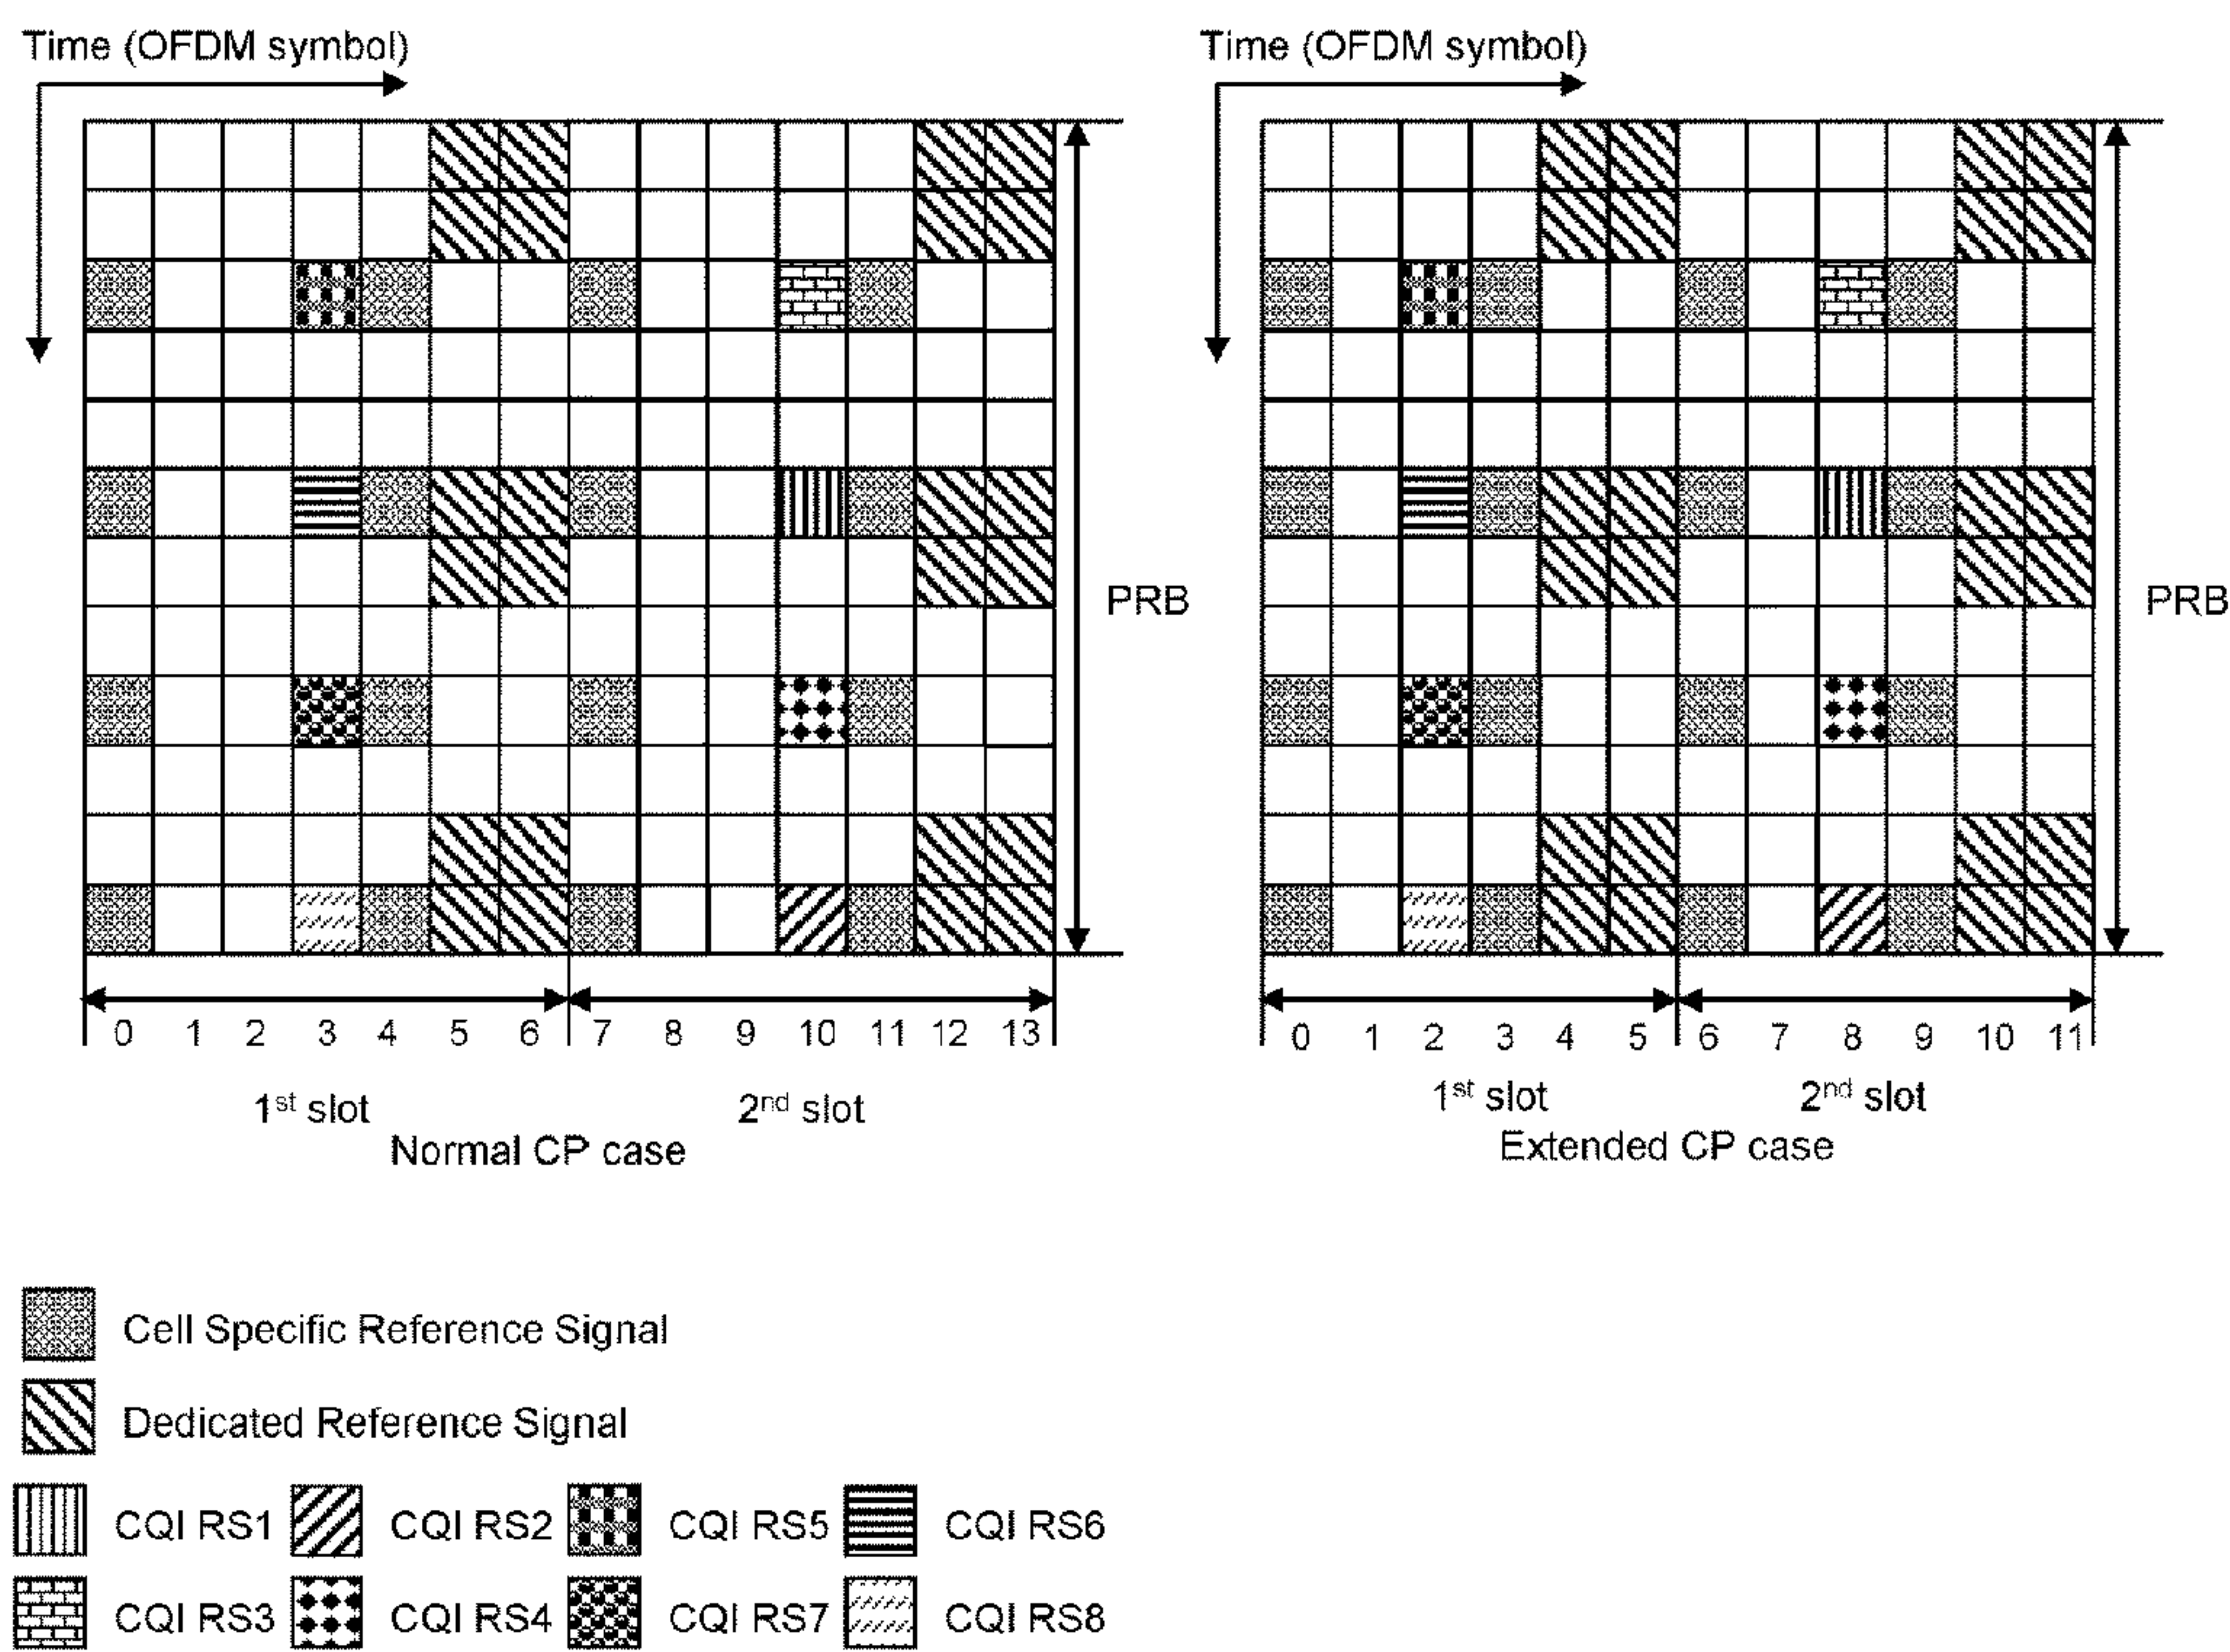 Time (OFDM symbol)
Time (OFDM symbol)
PRB
PRB
0 1 2 3 4 5 6 7 8 9 10 11 12 13
0 1 2 3 4 5 6 7 8 9 10 11
1st slot 2nd slot
1st slot 2nd slot
Normal CP case
Extended CP case
Cell Specific Reference Signal
Dedicated Reference Signal
CQI RS1 CQI RS2 CQI RS5 CQI RS6
CQI RS3 CQI RS4 CQI RS7 CQI RS8